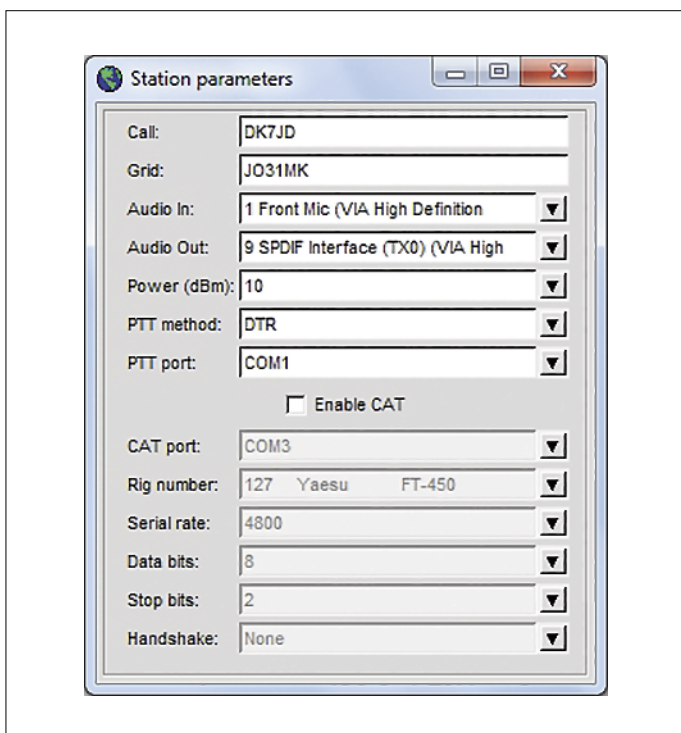 Station parameters
Call: DK7JD
Grid: JO31MK
Audio In: 1 Front Mic (VIA High Definition
Audio Out: 9 SPDIF Interface (TX0) (VIA High
Power (dBm): 10
PTT method: DTR
PTT port: COM1
Enable CAT
CAT port: COM3
Rig number: 127 Yaesu FT-450
Serial rate: 4800
Data bits: 8
Stop bits: 2
Handshake: None